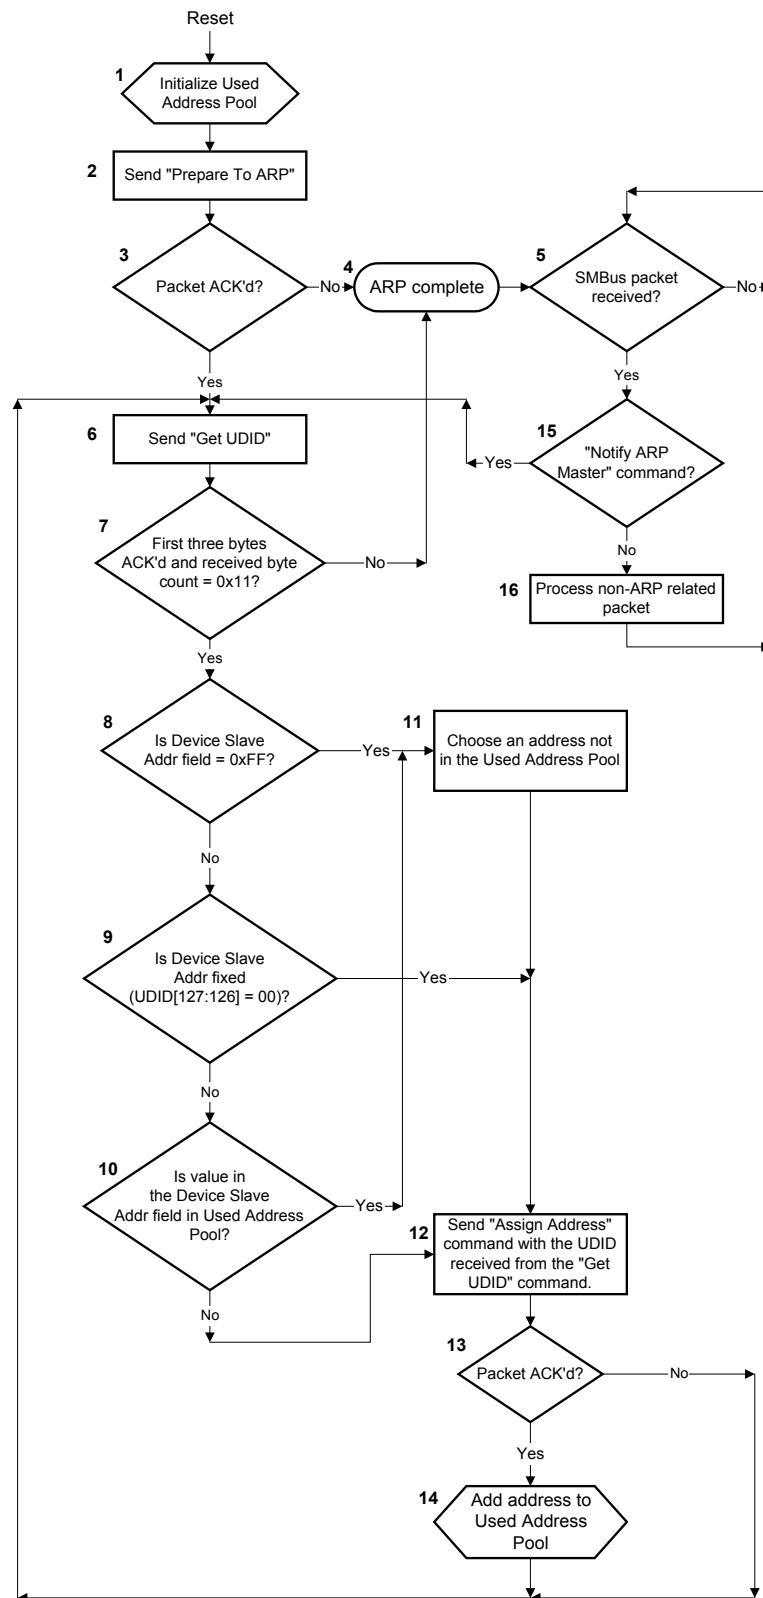 Reset
1
Initialize Used
Address Pool
2
Send "Prepare To ARP"
3
Packet ACK'd?
No
4
ARP complete
5
SMBus packet
received?
No
Yes
Yes
6
Send "Get UDID"
15
"Notify ARP
Master" command?
Yes
7
First three bytes
ACK'd and received byte
count = 0x11?
No
No
16
Process non-ARP related
packet
Yes
8
Is Device Slave
Addr field = 0xFF?
Yes
11
Choose an address not
in the Used Address Pool
No
9
Is Device Slave
Addr fixed
(UDID[127:126] = 00)?
Yes
No
10
Is value in
the Device Slave
Addr field in Used Address
Pool?
Yes
12
Send "Assign Address"
command with the UDID
received from the "Get
UDID" command.
No
13
Packet ACK'd?
No
Yes
14
Add address to
Used Address
Pool